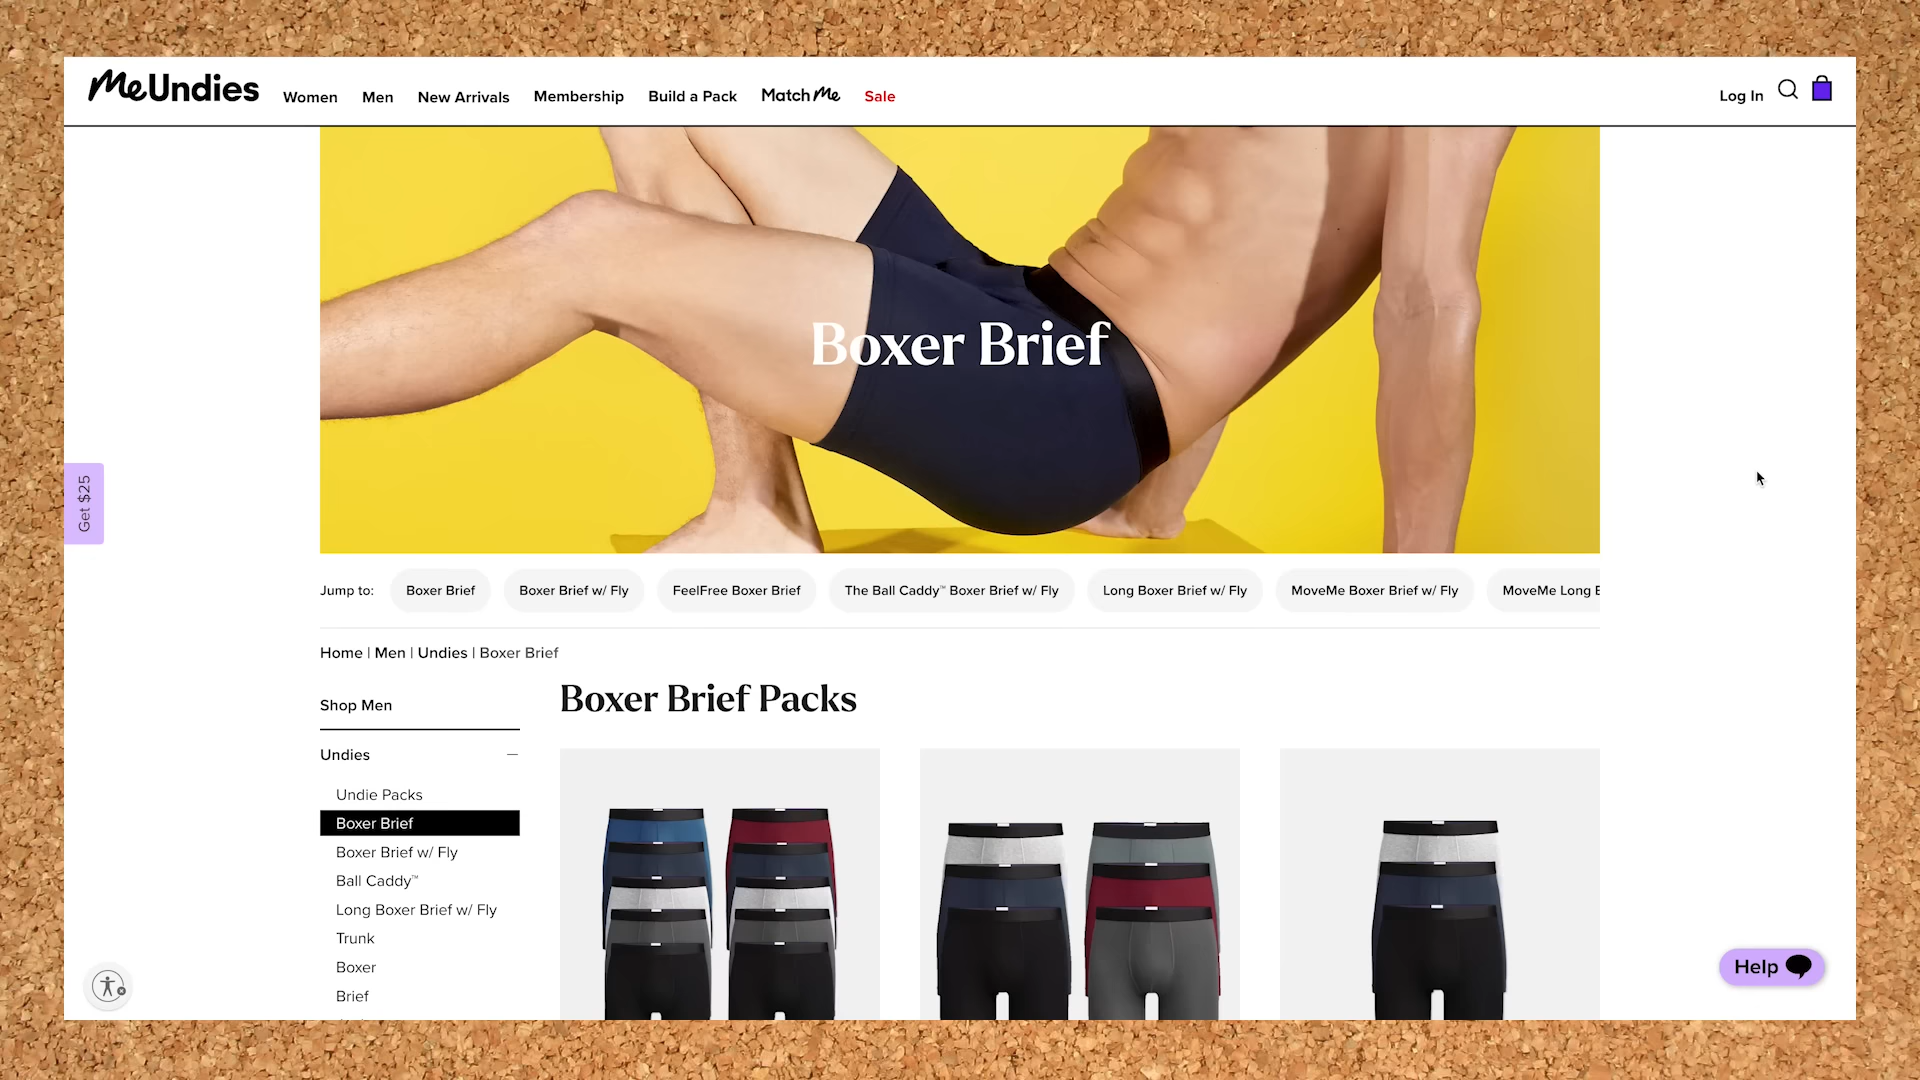 MeUndies
Women Men New Arrivals Membership Build a Pack MatchMe Sale
Log In
Boxer Brief
Get $25
Jump to: Boxer Brief Boxer Brief w/ Fly FeelFree Boxer Brief The Ball Caddy™ Boxer Brief w/ Fly Long Boxer Brief w/ Fly MoveMe Boxer Brief w/ Fly MoveMe Long B
Home | Men | Undies | Boxer Brief
Shop Men
Boxer Brief Packs
Undies
Undie Packs
Boxer Brief
Boxer Brief w/ Fly
Ball Caddy™
Long Boxer Brief w/ Fly
Trunk
Boxer
Brief
Help